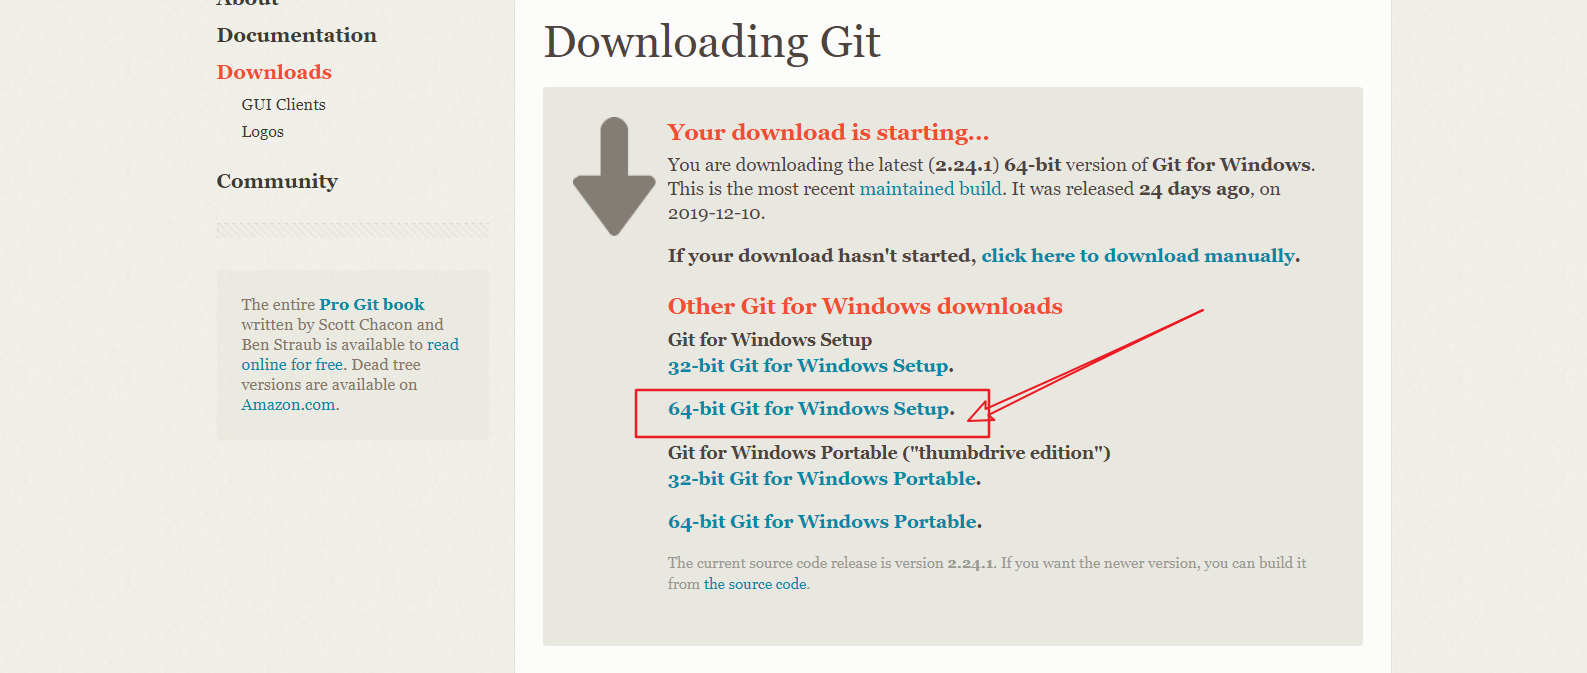 About
Documentation
Downloads
GUI Clients
Logos
Community
The entire Pro Git book
written by Scott Chacon and
Ben Straub is available to read
online for free. Dead tree
versions are available on
Amazon.com.
Downloading Git
Your download is starting...
You are downloading the latest (2.24.1) 64-bit version of Git for Windows.
This is the most recent maintained build. It was released 24 days ago, on
2019-12-10.
If your download hasn't started, click here to download manually.
Other Git for Windows downloads
Git for Windows Setup
32-bit Git for Windows Setup.
64-bit Git for Windows Setup.
Git for Windows Portable ("thumbdrive edition")
32-bit Git for Windows Portable.
64-bit Git for Windows Portable.
The current source code release is version 2.24.1. If you want the newer version, you can build it
from the source code.